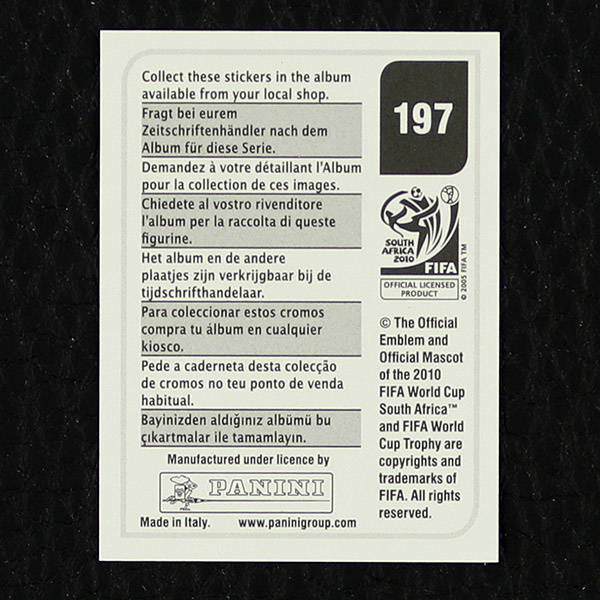 Collect these stickers in the album
available from your local shop.
Fragt bei eurem
Zeitschriftenhändler nach dem
Album für diese Serie.
Demandez à votre détaillant l'Album
pour la collection de ces images.
Chiedete al vostro rivenditore
l'album per la raccolta di queste
figurine.
Het album en de andere
plaatjes zijn verkrijgbaar bij de
tijdschrifthandelaar.
Para coleccionar estos cromos
compra tu álbum en cualquier
kiosco.
Pede a caderneta desta colecção
de cromos no teu ponto de venda
habitual.
Bayinizden aldığınız albümü bu
çıkartmalar ile tamamlayın.
Manufactured under licence by
PANINI
Made in Italy. www.paninigroup.com
197
SOUTH
AFRICA
2010
FIFA
© 2005 FIFA TM
OFFICIAL LICENSED
PRODUCT
© The Official
Emblem and
Official Mascot
of the 2010
FIFA World Cup
South Africa™
and FIFA World
Cup Trophy are
copyrights and
trademarks of
FIFA. All rights
reserved.